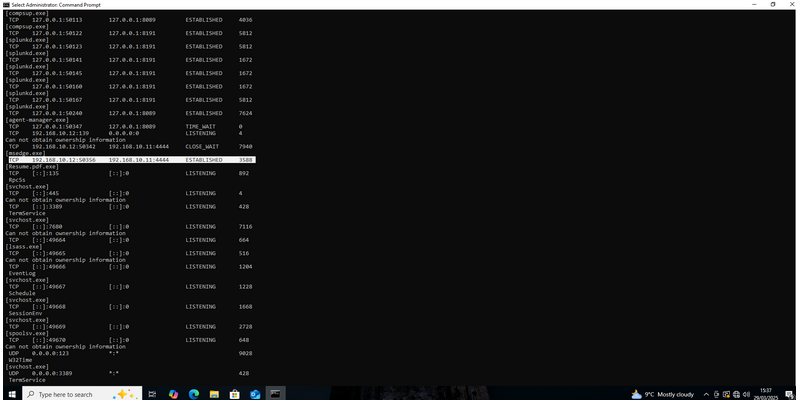 Select Administrator: Command Prompt
[compsup.exe]
TCP 127.0.0.1:50113 127.0.0.1:8089 ESTABLISHED 4036
[compsup.exe]
TCP 127.0.0.1:50122 127.0.0.1:8191 ESTABLISHED 5812
[splunkd.exe]
TCP 127.0.0.1:50123 127.0.0.1:8191 ESTABLISHED 5812
[splunkd.exe]
TCP 127.0.0.1:50141 127.0.0.1:8191 ESTABLISHED 1672
[splunkd.exe]
TCP 127.0.0.1:50145 127.0.0.1:8191 ESTABLISHED 1672
[splunkd.exe]
TCP 127.0.0.1:50160 127.0.0.1:8191 ESTABLISHED 1672
[splunkd.exe]
TCP 127.0.0.1:50167 127.0.0.1:8191 ESTABLISHED 5812
[splunkd.exe]
TCP 127.0.0.1:50240 127.0.0.1:8089 ESTABLISHED 7624
[agent-manager.exe]
TCP 127.0.0.1:50347 127.0.0.1:8089 TIME_WAIT 0
TCP 192.168.10.12:139 0.0.0.0:0 LISTENING 4
Can not obtain ownership information
TCP 192.168.10.12:50342 192.168.10.11:4444 CLOSE_WAIT 7940
[msedge.exe]
TCP 192.168.10.12:50356 192.168.10.11:4444 ESTABLISHED 3588
[Resume.pdf.exe]
TCP [::]:135 [::]:0 LISTENING 892
RpcSs
[svchost.exe]
TCP [::]:445 [::]:0 LISTENING 4
Can not obtain ownership information
TCP [::]:3389 [::]:0 LISTENING 428
TermService
[svchost.exe]
TCP [::]:7680 [::]:0 LISTENING 7116
Can not obtain ownership information
TCP [::]:49664 [::]:0 LISTENING 664
[lsass.exe]
TCP [::]:49665 [::]:0 LISTENING 516
Can not obtain ownership information
TCP [::]:49666 [::]:0 LISTENING 1204
EventLog
[svchost.exe]
TCP [::]:49667 [::]:0 LISTENING 1228
Schedule
[svchost.exe]
TCP [::]:49668 [::]:0 LISTENING 1668
SessionEnv
[svchost.exe]
TCP [::]:49669 [::]:0 LISTENING 2728
[spoolsv.exe]
TCP [::]:49670 [::]:0 LISTENING 648
Can not obtain ownership information
UDP 0.0.0.0:123 *:* 9028
W32Time
[svchost.exe]
UDP 0.0.0.0:3389 *:* 428
TermService
Type here to search
9°C Mostly cloudy
15:37
29/03/2025